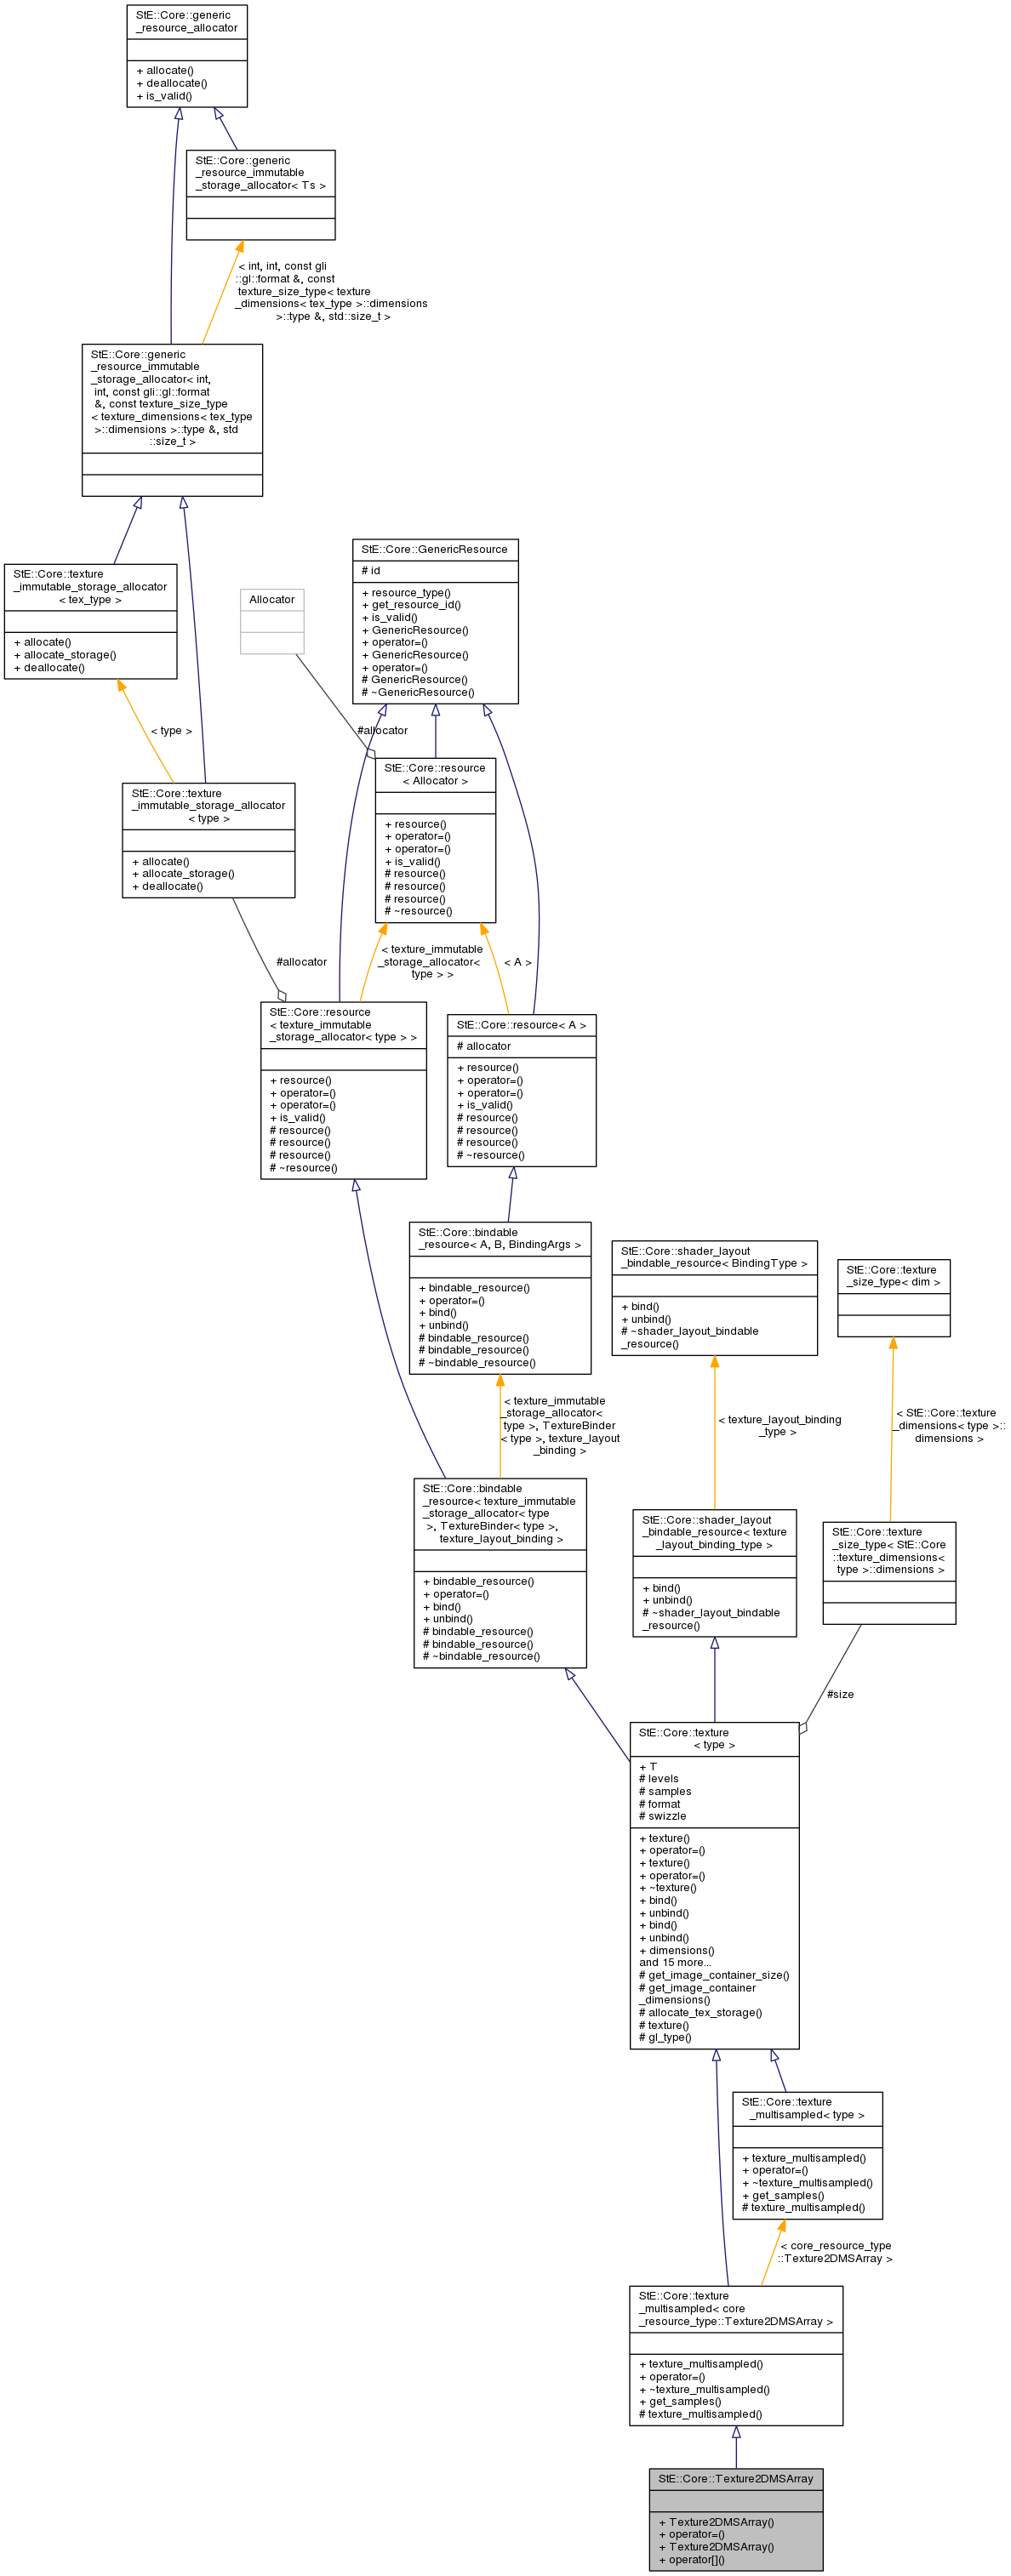 StE::Core::generic
_resource_allocator
+ allocate()
+ deallocate()
+ is_valid()
StE::Core::generic
_resource_immutable
_storage_allocator< Ts >
< int, int, const gli
::gl::format &, const
texture_size_type< texture
_dimensions< tex_type >::dimensions
>::type &, std::size_t >
StE::Core::generic
_resource_immutable
_storage_allocator< int,
int, const gli::gl::format
&, const texture_size_type
< texture_dimensions< tex_type
>::dimensions >::type &, std
::size_t >
StE::Core::texture
_immutable_storage_allocator
< tex_type >
+ allocate()
+ allocate_storage()
+ deallocate()
Allocator
StE::Core::GenericResource
# id
+ resource_type()
+ get_resource_id()
+ is_valid()
+ GenericResource()
+ operator=()
+ GenericResource()
+ operator=()
# GenericResource()
# ~GenericResource()
< type >
#allocator
StE::Core::texture
_immutable_storage_allocator
< type >
+ allocate()
+ allocate_storage()
+ deallocate()
StE::Core::resource
< Allocator >
+ resource()
+ operator=()
+ operator=()
+ is_valid()
# resource()
# resource()
# resource()
# ~resource()
#allocator
< texture_immutable
_storage_allocator<
type > >
< A >
StE::Core::resource
< texture_immutable
_storage_allocator< type > >
+ resource()
+ operator=()
+ operator=()
+ is_valid()
# resource()
# resource()
# resource()
# ~resource()
StE::Core::resource< A >
# allocator
+ resource()
+ operator=()
+ operator=()
+ is_valid()
# resource()
# resource()
# resource()
# ~resource()
StE::Core::bindable
_resource< A, B, BindingArgs >
+ bindable_resource()
+ operator=()
+ bind()
+ unbind()
# bindable_resource()
# bindable_resource()
# ~bindable_resource()
StE::Core::shader_layout
_bindable_resource< BindingType >
+ bind()
+ unbind()
# ~shader_layout_bindable
_resource()
StE::Core::texture
_size_type< dim >
< texture_immutable
_storage_allocator<
type >, TextureBinder
< type >, texture_layout
_binding >
< texture_layout_binding
_type >
< StE::Core::texture
_dimensions< type >::
dimensions >
StE::Core::bindable
_resource< texture_immutable
_storage_allocator< type
>, TextureBinder< type >,
texture_layout_binding >
+ bindable_resource()
+ operator=()
+ bind()
+ unbind()
# bindable_resource()
# bindable_resource()
# ~bindable_resource()
StE::Core::shader_layout
_bindable_resource< texture
_layout_binding_type >
+ bind()
+ unbind()
# ~shader_layout_bindable
_resource()
StE::Core::texture
_size_type< StE::Core
::texture_dimensions<
type >::dimensions >
#size
StE::Core::texture
< type >
+ T
# levels
# samples
# format
# swizzle
+ texture()
+ operator=()
+ texture()
+ operator=()
+ ~texture()
+ bind()
+ unbind()
+ bind()
+ unbind()
+ dimensions()
and 15 more...
# get_image_container_size()
# get_image_container
_dimensions()
# allocate_tex_storage()
# texture()
# gl_type()
StE::Core::texture
_multisampled< type >
+ texture_multisampled()
+ operator=()
+ ~texture_multisampled()
+ get_samples()
# texture_multisampled()
< core_resource_type
::Texture2DMSArray >
StE::Core::texture
_multisampled< core
_resource_type::Texture2DMSArray >
+ texture_multisampled()
+ operator=()
+ ~texture_multisampled()
+ get_samples()
# texture_multisampled()
StE::Core::Texture2DMSArray
+ Texture2DMSArray()
+ operator=()
+ Texture2DMSArray()
+ operator[]()